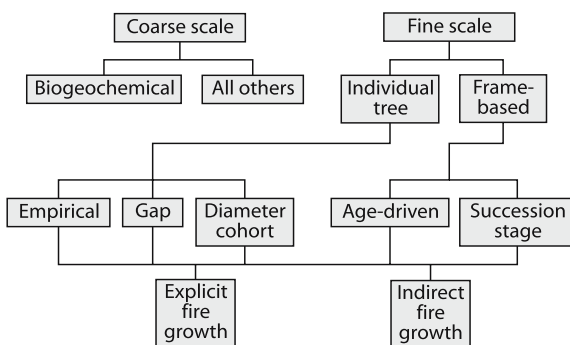 Coarse scale
Fine scale
Biogeochemical
All others
Individual
tree
Frame-
based
Empirical
Gap
Diameter
cohort
Age-driven
Succession
stage
Explicit
fire
growth
Indirect
fire
growth